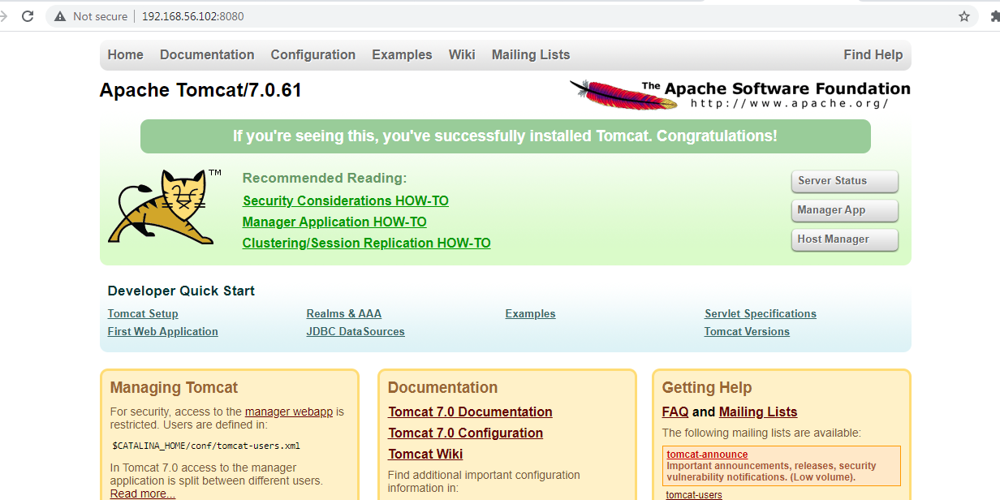 Not secure 192.168.56.102:8080
Home Documentation Configuration Examples Wiki Mailing Lists Find Help
Apache Tomcat/7.0.61
The Apache Software Foundation
http://www.apache.org/
If you're seeing this, you've successfully installed Tomcat. Congratulations!
TM
Recommended Reading:
Security Considerations HOW-TO
Manager Application HOW-TO
Clustering/Session Replication HOW-TO
Server Status
Manager App
Host Manager
Developer Quick Start
Tomcat Setup
First Web Application
Realms & AAA
JDBC DataSources
Examples
Servlet Specifications
Tomcat Versions
Managing Tomcat
For security, access to the manager webapp is
restricted. Users are defined in:
$CATALINA_HOME/conf/tomcat-users.xml
In Tomcat 7.0 access to the manager
application is split between different users.
Read more...
Documentation
Tomcat 7.0 Documentation
Tomcat 7.0 Configuration
Tomcat Wiki
Find additional important configuration
information in:
Getting Help
FAQ and Mailing Lists
The following mailing lists are available:
tomcat-announce
Important announcements, releases, security
vulnerability notifications. (Low volume).
tomcat-users